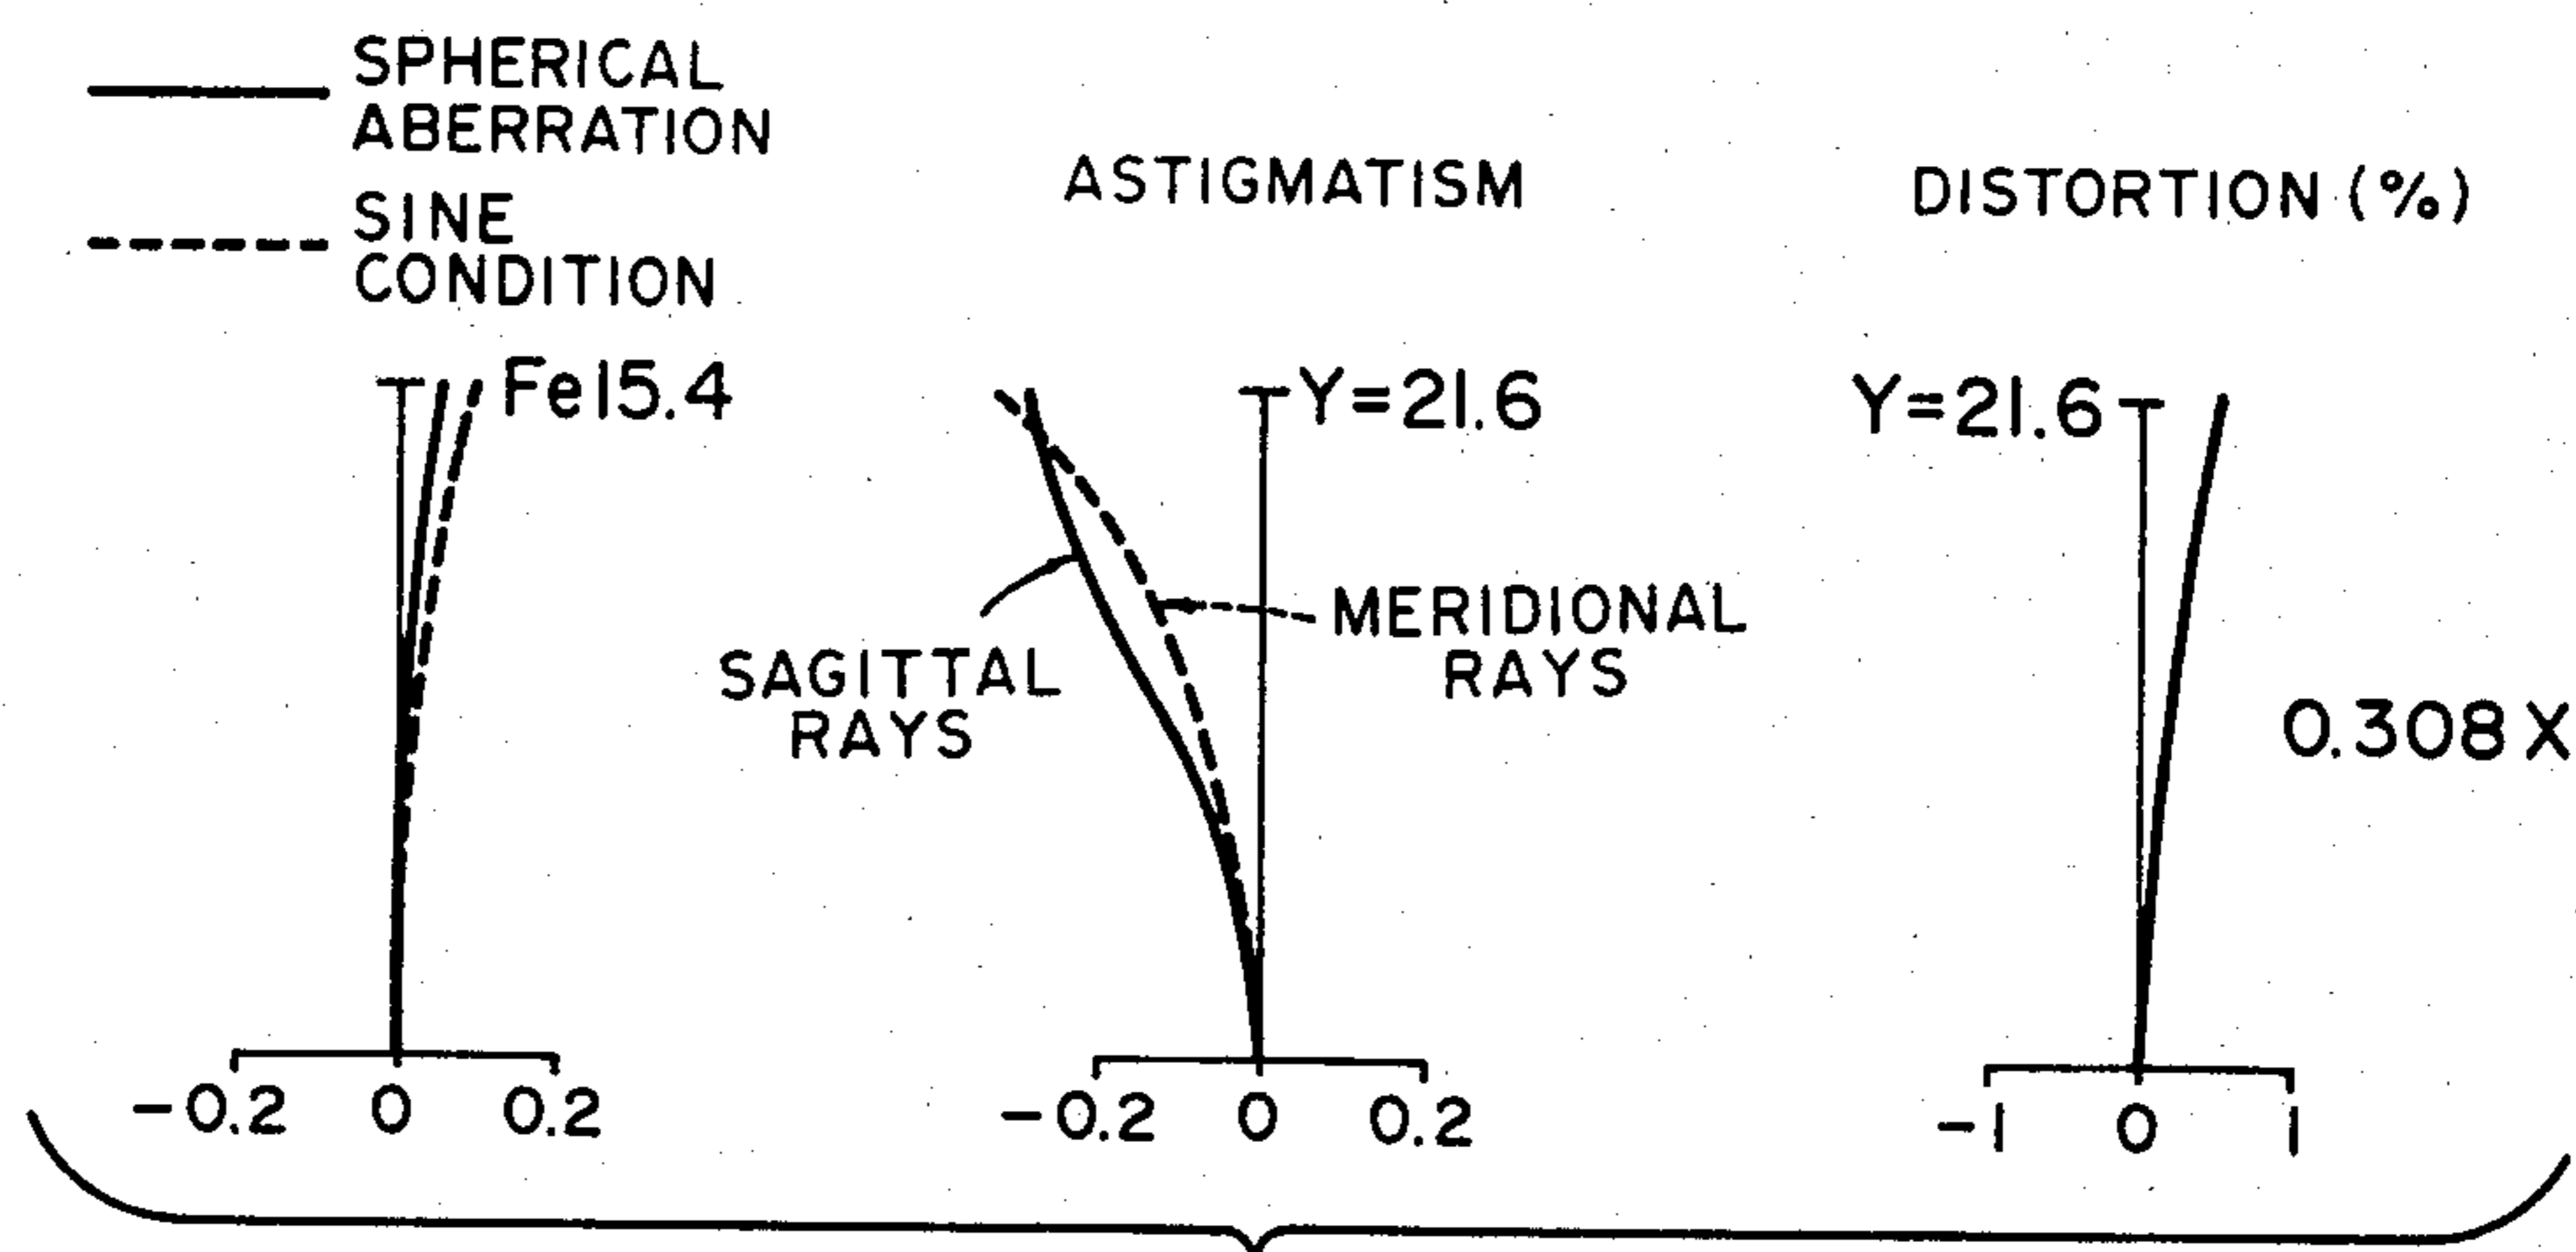 SPHERICAL
ABERRATION
SINE
CONDITION
ASTIGMATISM
DISTORTION (%)
Fe15.4
Y=21.6
Y=21.6
SAGITTAL
RAYS
MERIDIONAL
RAYS
0.308X
-0.2 0 0.2
-0.2 0 0.2
-1 0 1